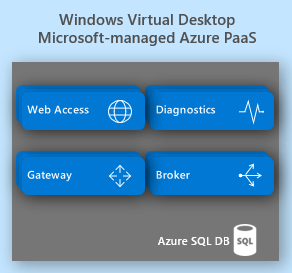 Windows Virtual Desktop
Microsoft-managed Azure PaaS
Web Access
Diagnostics
Gateway
Broker
Azure SQL DB
SQL